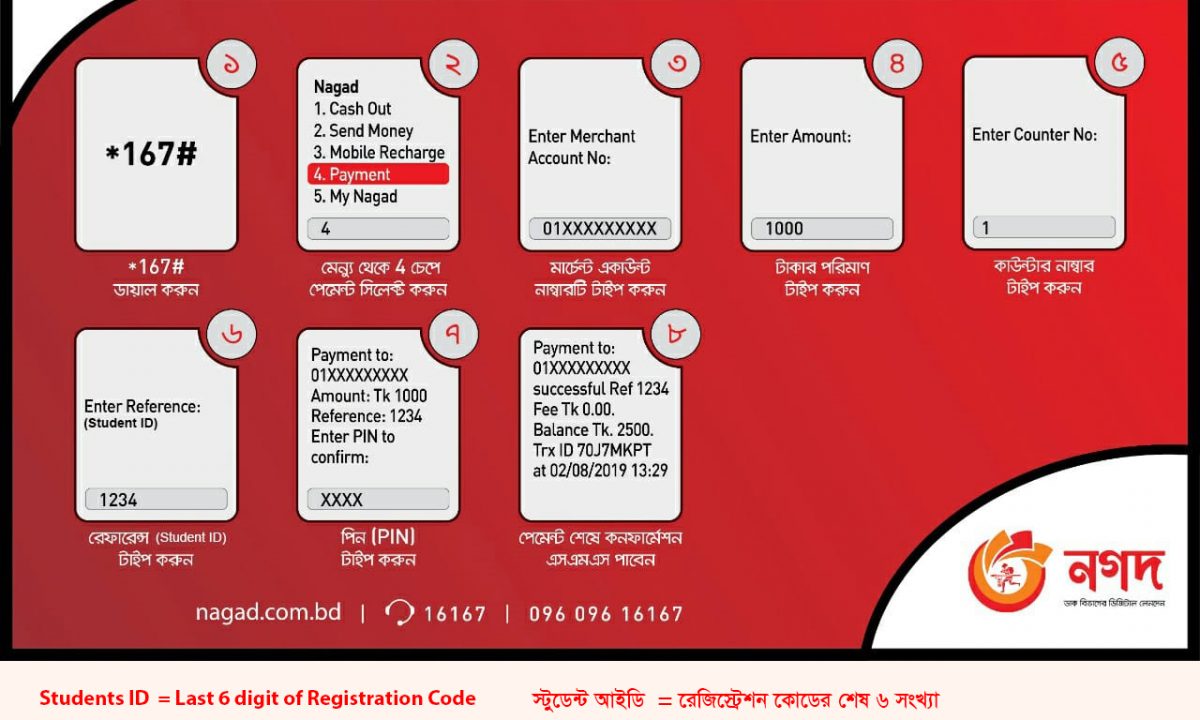 ১
*167#
*167#
ডায়াল করুন
২
Nagad
1. Cash Out
2. Send Money
3. Mobile Recharge
4. Payment
5. My Nagad
4
মেন্যু থেকে 4 চেপে
পেমেন্ট সিলেক্ট করুন
৩
Enter Merchant
Account No:
01XXXXXXXXX
মার্চেন্ট একাউন্ট
নাম্বারটি টাইপ করুন
৪
Enter Amount:
1000
টাকার পরিমাণ
টাইপ করুন
৫
Enter Counter No:
1
কাউন্টার নাম্বার
টাইপ করুন
৬
Enter Reference:
(Student ID)
1234
রেফারেন্স (Student ID)
টাইপ করুন
৭
Payment to:
01XXXXXXXXX
Amount: Tk 1000
Reference: 1234
Enter PIN to
confirm:
XXXX
পিন (PIN)
টাইপ করুন
৮
Payment to:
01XXXXXXXXX
successful Ref 1234
Fee Tk 0.00.
Balance Tk. 2500.
Trx ID 70J7MKPT
at 02/08/2019 13:29
পেমেন্ট শেষে কনফার্মেশন
এসএমএস পাবেন
nagad.com.bd | 16167 | 096 096 16167
নগদ
ডাক বিভাগের ডিজিটাল লেনদেন
Students ID = Last 6 digit of Registration Code
স্টুডেন্ট আইডি = রেজিস্ট্রেশন কোডের শেষ ৬ সংখ্যা